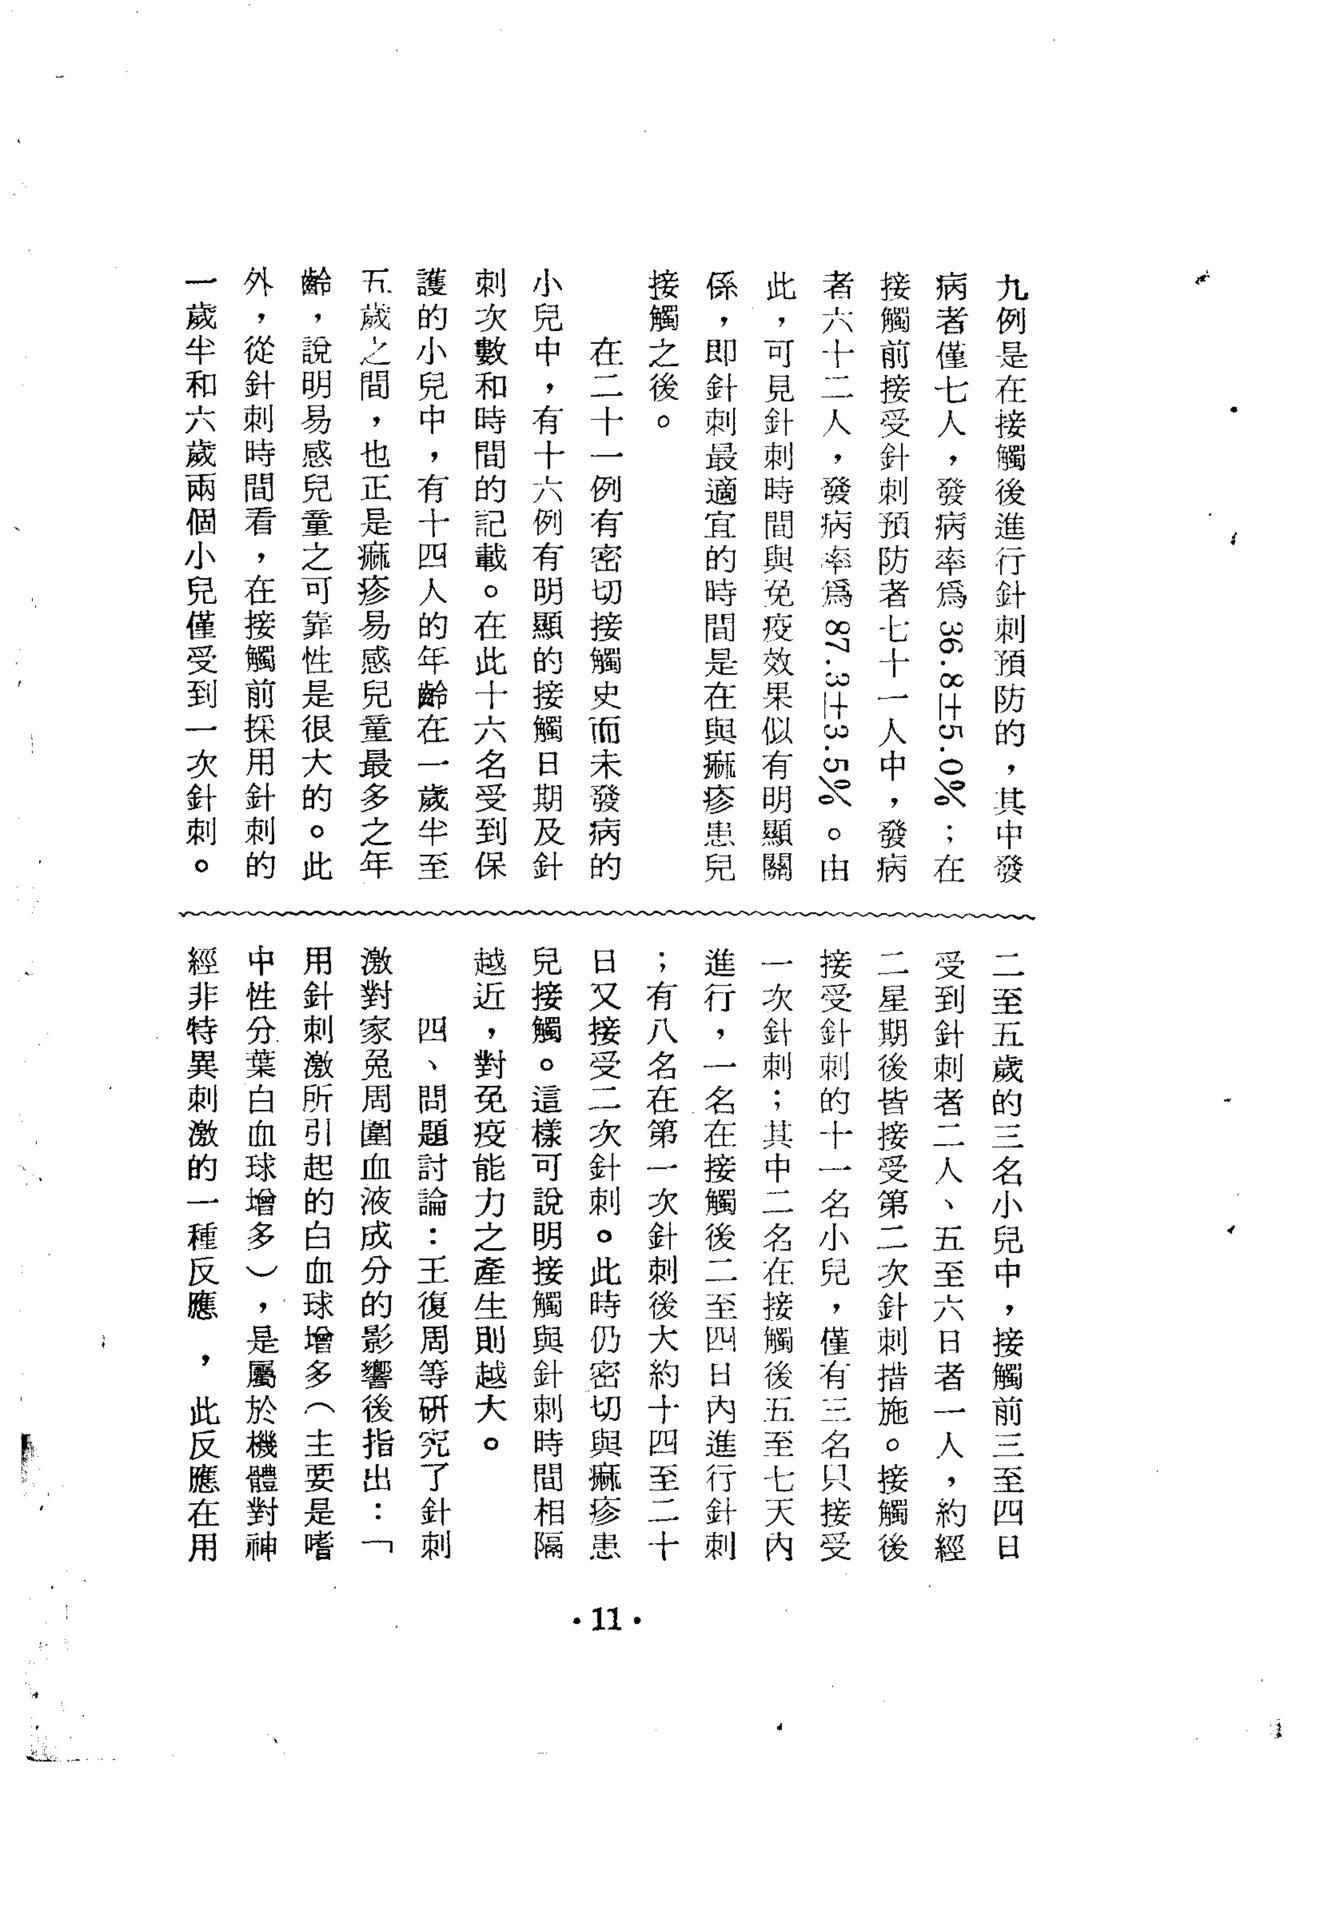 九例是在接觸後進行針刺預防的，其中發
病者僅七人，發病率爲36.8±5.0%；在
接觸前接受針刺預防者七十一人中，發病
者六十二人，發病率爲87.3±3.5%。由
此，可見針刺時間與免疫效果似有明顯關
係，即針刺最適宜的時間是在與痲疹患兒
接觸之後。
在二十一例有密切接觸史而未發病的
小兒中，有十六例有明顯的接觸日期及針
刺次數和時間的記載。在此十六名受到保
護的小兒中，有十四人的年齡在一歲半至
五歲之間，也正是痲疹易感兒童最多之年
齡，說明易感兒童之可靠性是很大的。此
外，從針刺時間看，在接觸前採用針刺的
一歲半和六歲兩個小兒僅受到一次針刺。
二至五歲的三名小兒中，接觸前三至四日
受到針刺者二人、五至六日者一人，約經
二星期後皆接受第二次針刺措施。接觸後
接受針刺的十一名小兒，僅有三名只接受
一次針刺；其中二名在接觸後五至七天內
進行，一名在接觸後二至四日內進行針刺
；有八名在第一次針刺後大約十四至二十
日又接受二次針刺。此時仍密切與痲疹患
兒接觸。這樣可說明接觸與針刺時間相隔
越近，對免疫能力之產生則越大。
四、問題討論：王復周等研究了針刺
激對家兔周圍血液成分的影響後指出：「
用針刺激所引起的白血球增多（主要是嗜
中性分葉白血球增多），是屬於機體對神
經非特異刺激的一種反應，此反應在用
·11·